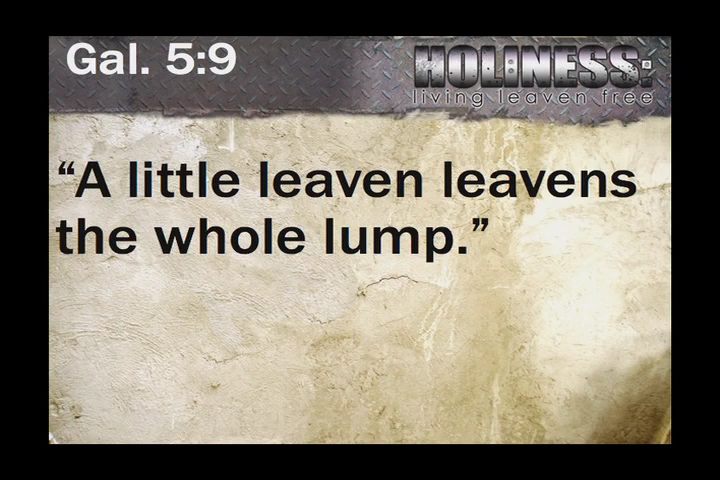 Gal. 5:9
HOLINESS:
living leaven free
“A little leaven leavens
the whole lump.”